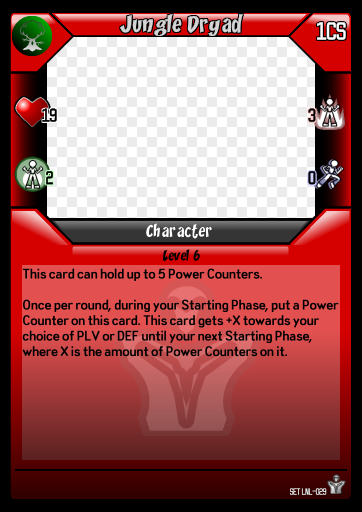 Jungle Dryad
1CS
19
3
2
0
Character
Level 6
This card can hold up to 5 Power Counters.
Once per round, during your Starting Phase, put a Power
Counter on this card. This card gets +X towards your
choice of PLV or DEF until your next Starting Phase,
where X is the amount of Power Counters on it.
SET LNL-029